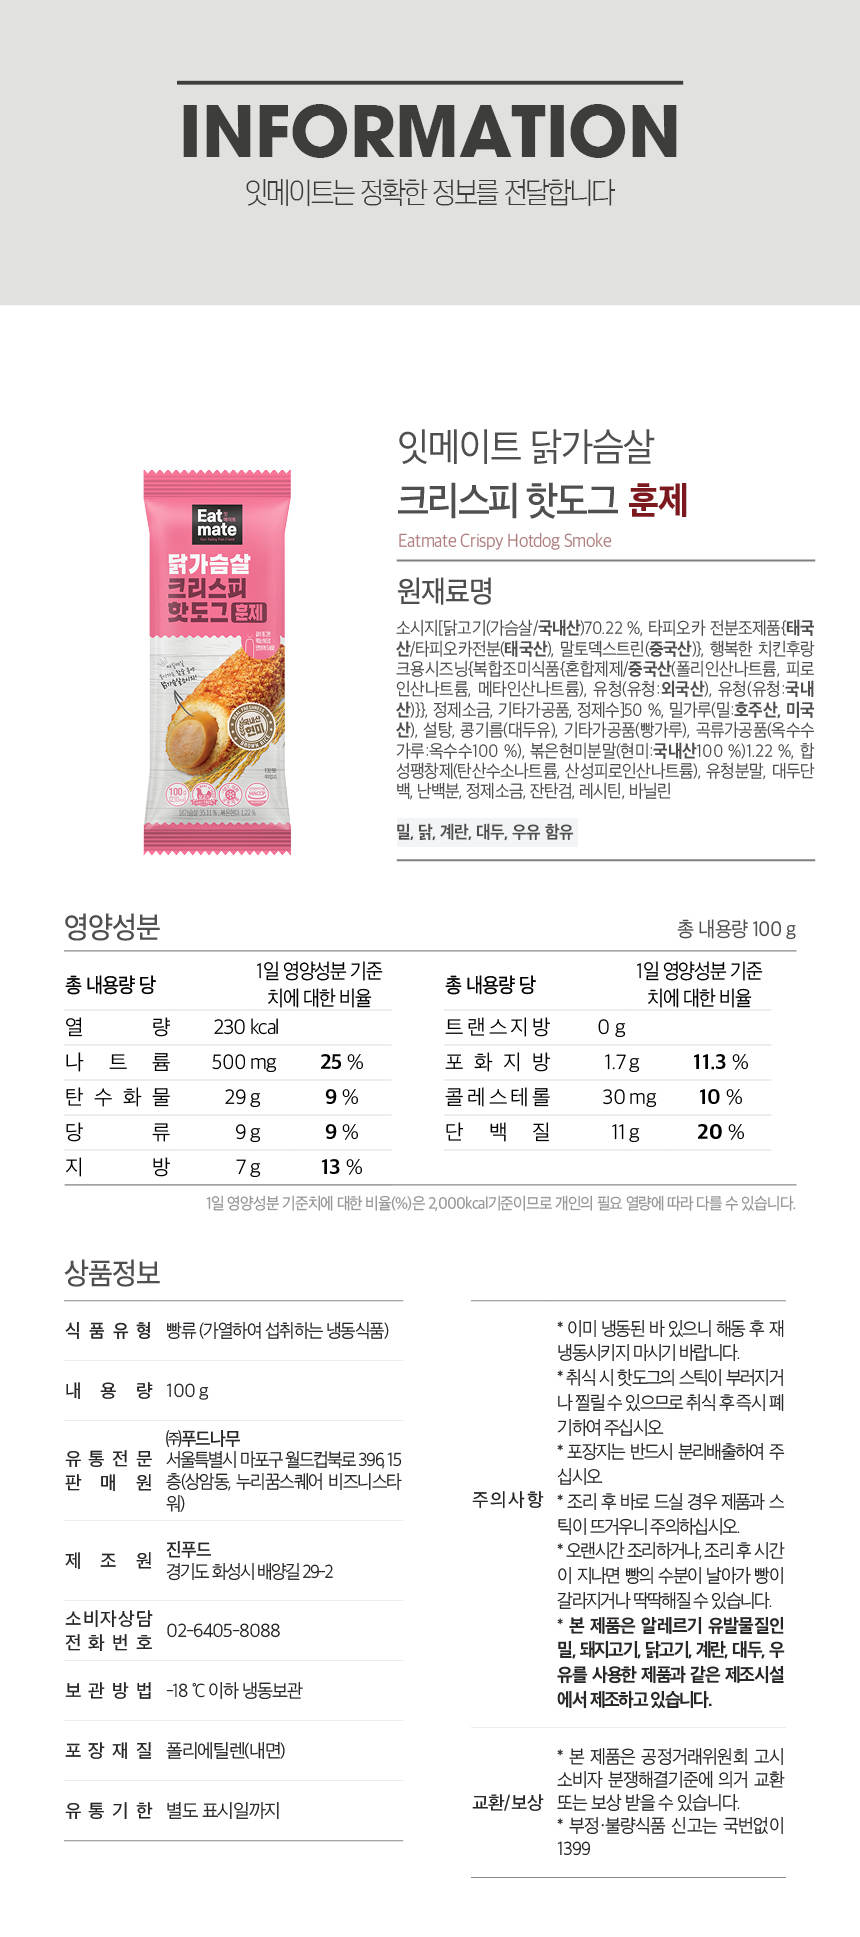 INFORMATION
잇메이트는 정확한 정보를 전달합니다
잇메이트 닭가슴살
크리스피 핫도그 훈제
Eatmate Crispy Hotdog Smoke
원재료명
소시지[닭고기(가슴살/국내산)70.22 %, 타피오카 전분조제품{태국
산/타피오카전분(태국산), 말토덱스트린(중국산)}, 행복한 치킨후랑
크용시즈닝{복합조미식품{혼합제제/중국산(폴리인산나트륨, 피로
인산나트륨, 메타인산나트륨), 유청(유청:외국산), 유청(유청:국내
산)}}, 정제소금, 기타가공품, 정제수]50 %, 밀가루(밀:호주산, 미국
산), 설탕, 콩기름(대두유), 기타가공품(빵가루), 곡류가공품(옥수수
가루:옥수수100 %), 볶은현미분말(현미:국내산100 %)1.22 %, 합
성팽창제(탄산수소나트륨, 산성피로인산나트륨), 유청분말, 대두단
백, 난백분, 정제소금, 잔탄검, 레시틴, 바닐린
밀, 닭, 계란, 대두, 우유 함유
Eat
mate
닭가슴살
크리스피
핫도그 훈제
국내산
현미
100 g
HACCP
닭가슴살 35.11 %, 볶은현미 1.22 %
영양성분
총 내용량 100 g
총 내용량 당 1일 영양성분 기준
치에 대한 비율
열 량 230 kcal
나 트 륨 500 mg 25 %
탄 수 화 물 29 g 9 %
당 류 9 g 9 %
지 방 7 g 13 %
총 내용량 당 1일 영양성분 기준
치에 대한 비율
트랜스지방 0 g
포 화 지 방 1.7 g 11.3 %
콜레스테롤 30 mg 10 %
단 백 질 11 g 20 %
1일 영양성분 기준치에 대한 비율(%)은 2,000kcal기준이므로 개인의 필요 열량에 따라 다를 수 있습니다.
상품정보
식 품 유 형 빵류 (가열하여 섭취하는 냉동식품)
내 용 량 100 g
유 통 전 문
판 매 원
㈜푸드나무
서울특별시 마포구 월드컵북로 396, 15
층(상암동, 누리꿈스퀘어 비즈니스타
워)
제 조 원
진푸드
경기도 화성시 배양길 29-2
소비자상담
전 화 번 호
02-6405-8088
보 관 방 법 -18 ℃ 이하 냉동보관
포 장 재 질 폴리에틸렌(내면)
유 통 기 한 별도 표시일까지
주의사항
* 이미 냉동된 바 있으니 해동 후 재
냉동시키지 마시기 바랍니다.
* 취식 시 핫도그의 스틱이 부러지거
나 찔릴 수 있으므로 취식 후 즉시 폐
기하여 주십시오.
* 포장지는 반드시 분리배출하여 주
십시오.
* 조리 후 바로 드실 경우 제품과 스
틱이 뜨거우니 주의하십시오.
* 오랜시간 조리하거나, 조리 후 시간
이 지나면 빵의 수분이 날아가 빵이
갈라지거나 딱딱해질 수 있습니다.
* 본 제품은 알레르기 유발물질인
밀, 돼지고기, 닭고기, 계란, 대두, 우
유를 사용한 제품과 같은 제조시설
에서 제조하고 있습니다.
교환/보상
* 본 제품은 공정거래위원회 고시
소비자 분쟁해결기준에 의거 교환
또는 보상 받을 수 있습니다.
* 부정·불량식품 신고는 국번없이
1399